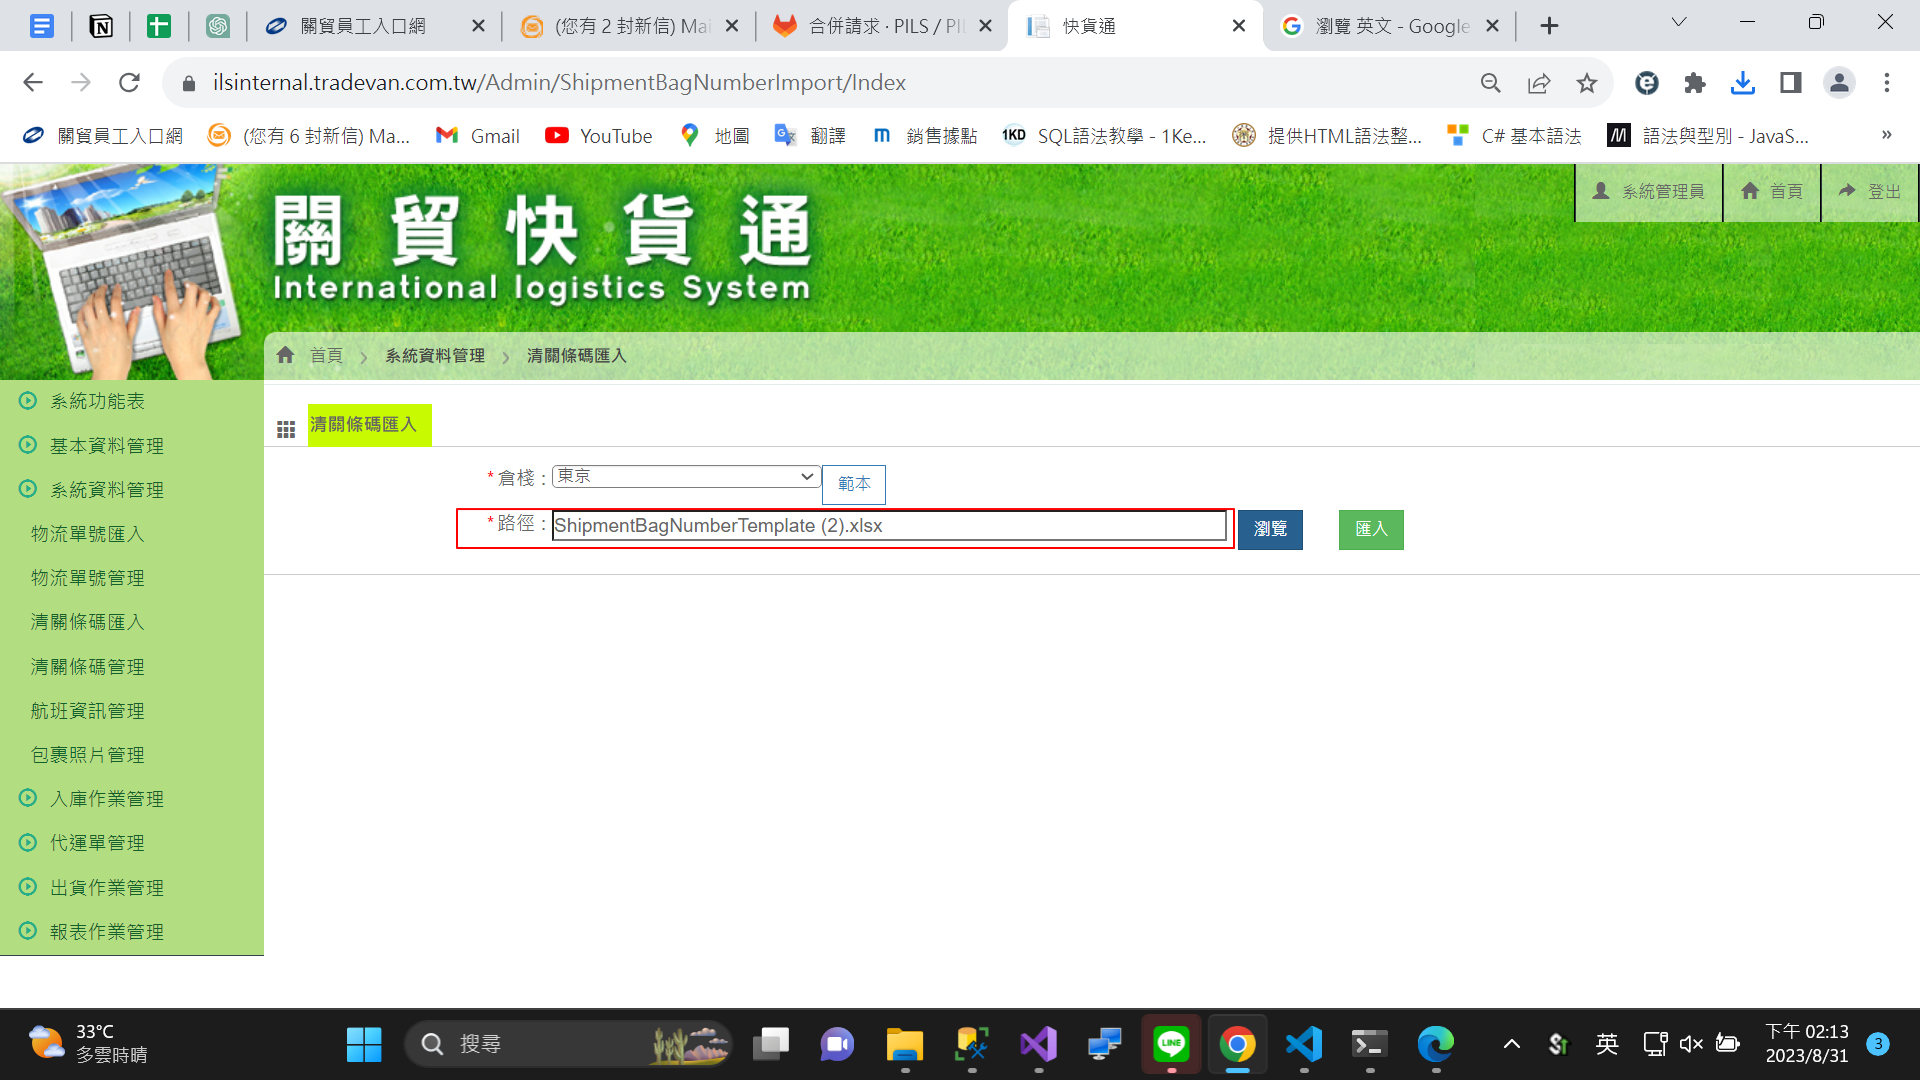 關貿員工入口網
(您有 2 封新信) Mai
合併請求 · PILS / PIL
快貨通
瀏覽 英文 - Google
ilsinternal.tradevan.com.tw/Admin/ShipmentBagNumberImport/Index
關貿員工入口網
(您有 6 封新信) Ma...
Gmail
YouTube
地圖
翻譯
銷售據點
1KD
SQL語法教學 - 1Ke...
提供HTML語法整...
C# 基本語法
語法與型別 - JavaS...
»
系統管理員
首頁
登出
關貿快貨通
International logistics System
首頁 > 系統資料管理 > 清關條碼匯入
系統功能表
基本資料管理
系統資料管理
物流單號匯入
物流單號管理
清關條碼匯入
清關條碼管理
航班資訊管理
包裹照片管理
入庫作業管理
代運單管理
出貨作業管理
報表作業管理
清關條碼匯入
*倉棧：東京 範本
*路徑：ShipmentBagNumberTemplate (2).xlsx 瀏覽 匯入
33°C
多雲時晴
搜尋
LINE
英
下午 02:13
2023/8/31
3